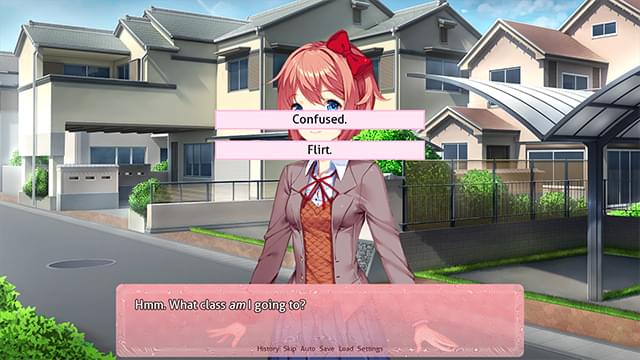 Confused.
Flirt.
Hmm. What class am I going to?
History Skip Auto Save Load Settings